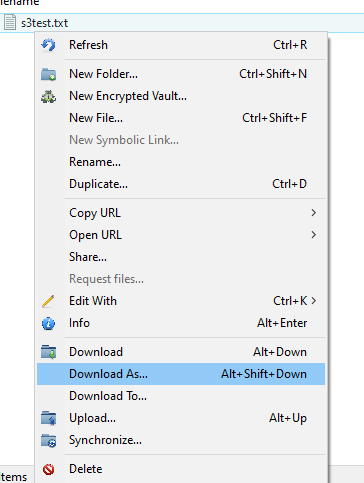 s3test.txt
Refresh Ctrl+R
New Folder... Ctrl+Shift+N
New Encrypted Vault...
New File... Ctrl+Shift+F
New Symbolic Link...
Rename...
Duplicate... Ctrl+D
Copy URL
Open URL
Share...
Request files...
Edit With Ctrl+K
Info Alt+Enter
Download Alt+Down
Download As... Alt+Shift+Down
Download To...
Upload... Alt+Up
Synchronize...
Delete